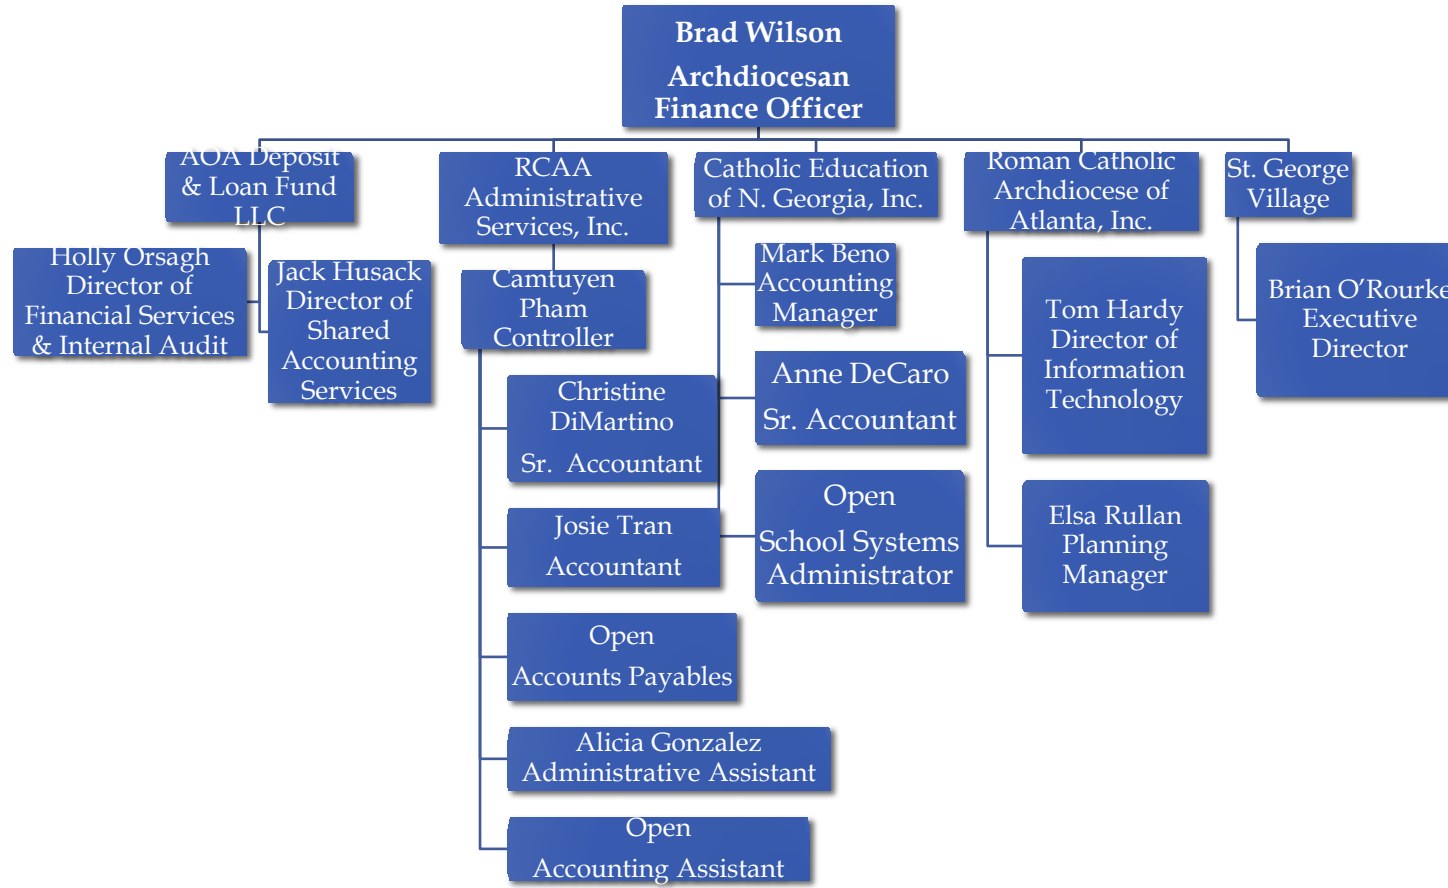 Brad Wilson
Archdiocesan
Finance Officer
AOA Deposit
& Loan Fund
LLC
RCAA
Administrative
Services, Inc.
Catholic Education
of N. Georgia, Inc.
Roman Catholic
Archdiocese of
Atlanta, Inc.
St. George
Village
Holly Orsagh
Director of
Financial Services
& Internal Audit
Jack Husack
Director of
Shared
Accounting
Services
Camtuyen
Pham
Controller
Christine
DiMartino
Sr. Accountant
Josie Tran
Accountant
Open
Accounts Payables
Alicia Gonzalez
Administrative Assistant
Open
Accounting Assistant
Mark Beno
Accounting
Manager
Anne DeCaro
Sr. Accountant
Open
School Systems
Administrator
Tom Hardy
Director of
Information
Technology
Elsa Rullan
Planning
Manager
Brian O’Rourke
Executive
Director